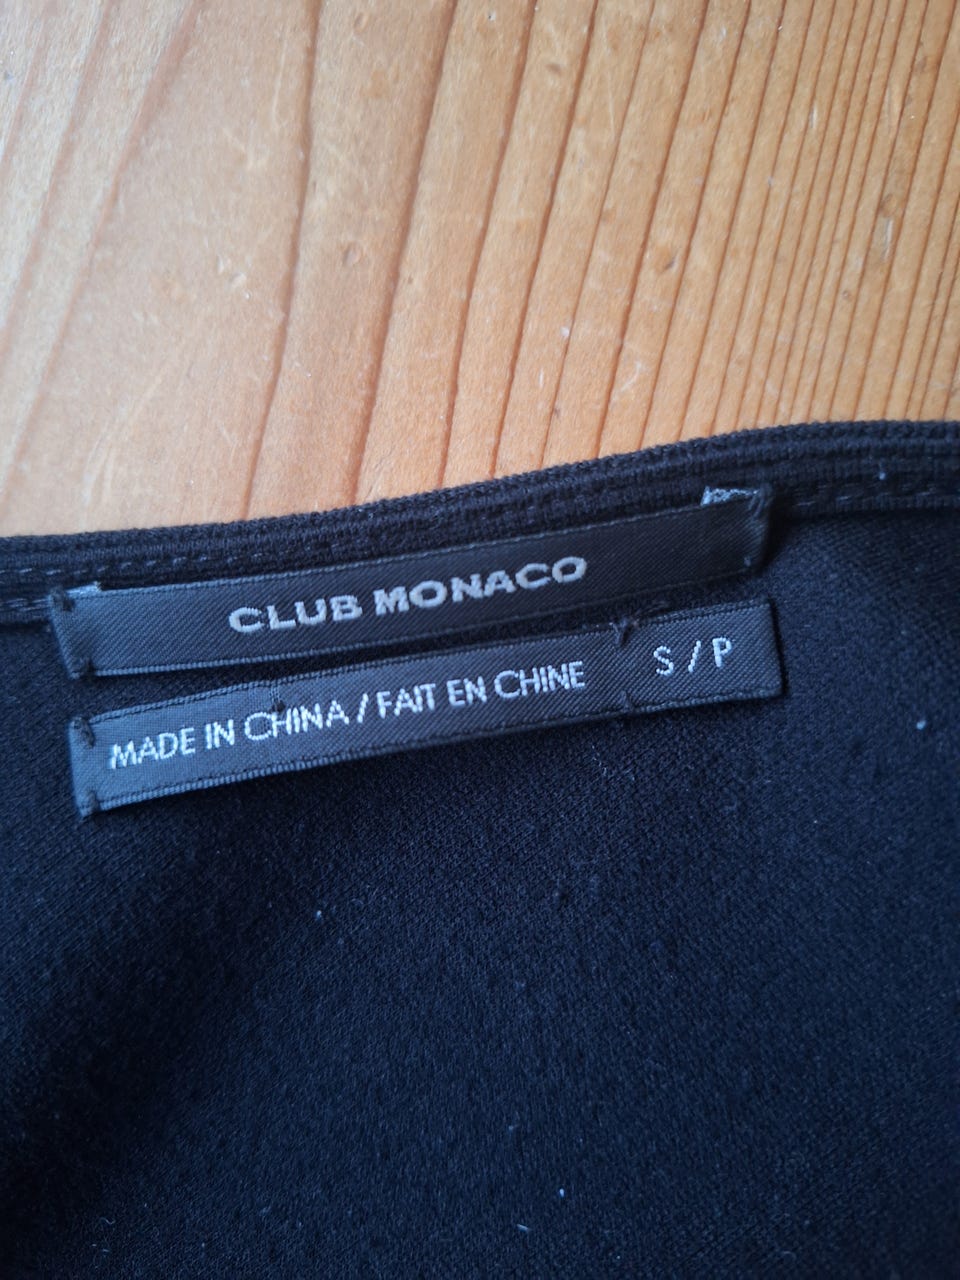 CLUB MONACO
MADE IN CHINA / FAIT EN CHINE S / P